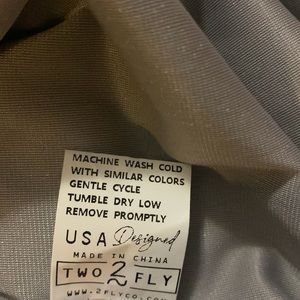 MACHINE WASH COLD
WITH SIMILAR COLORS
GENTLE CYCLE
TUMBLE DRY LOW
REMOVE PROMPTLY
USA Designed
MADE IN CHINA
TWO 2 FLY
WWW.2FLYCO.COM